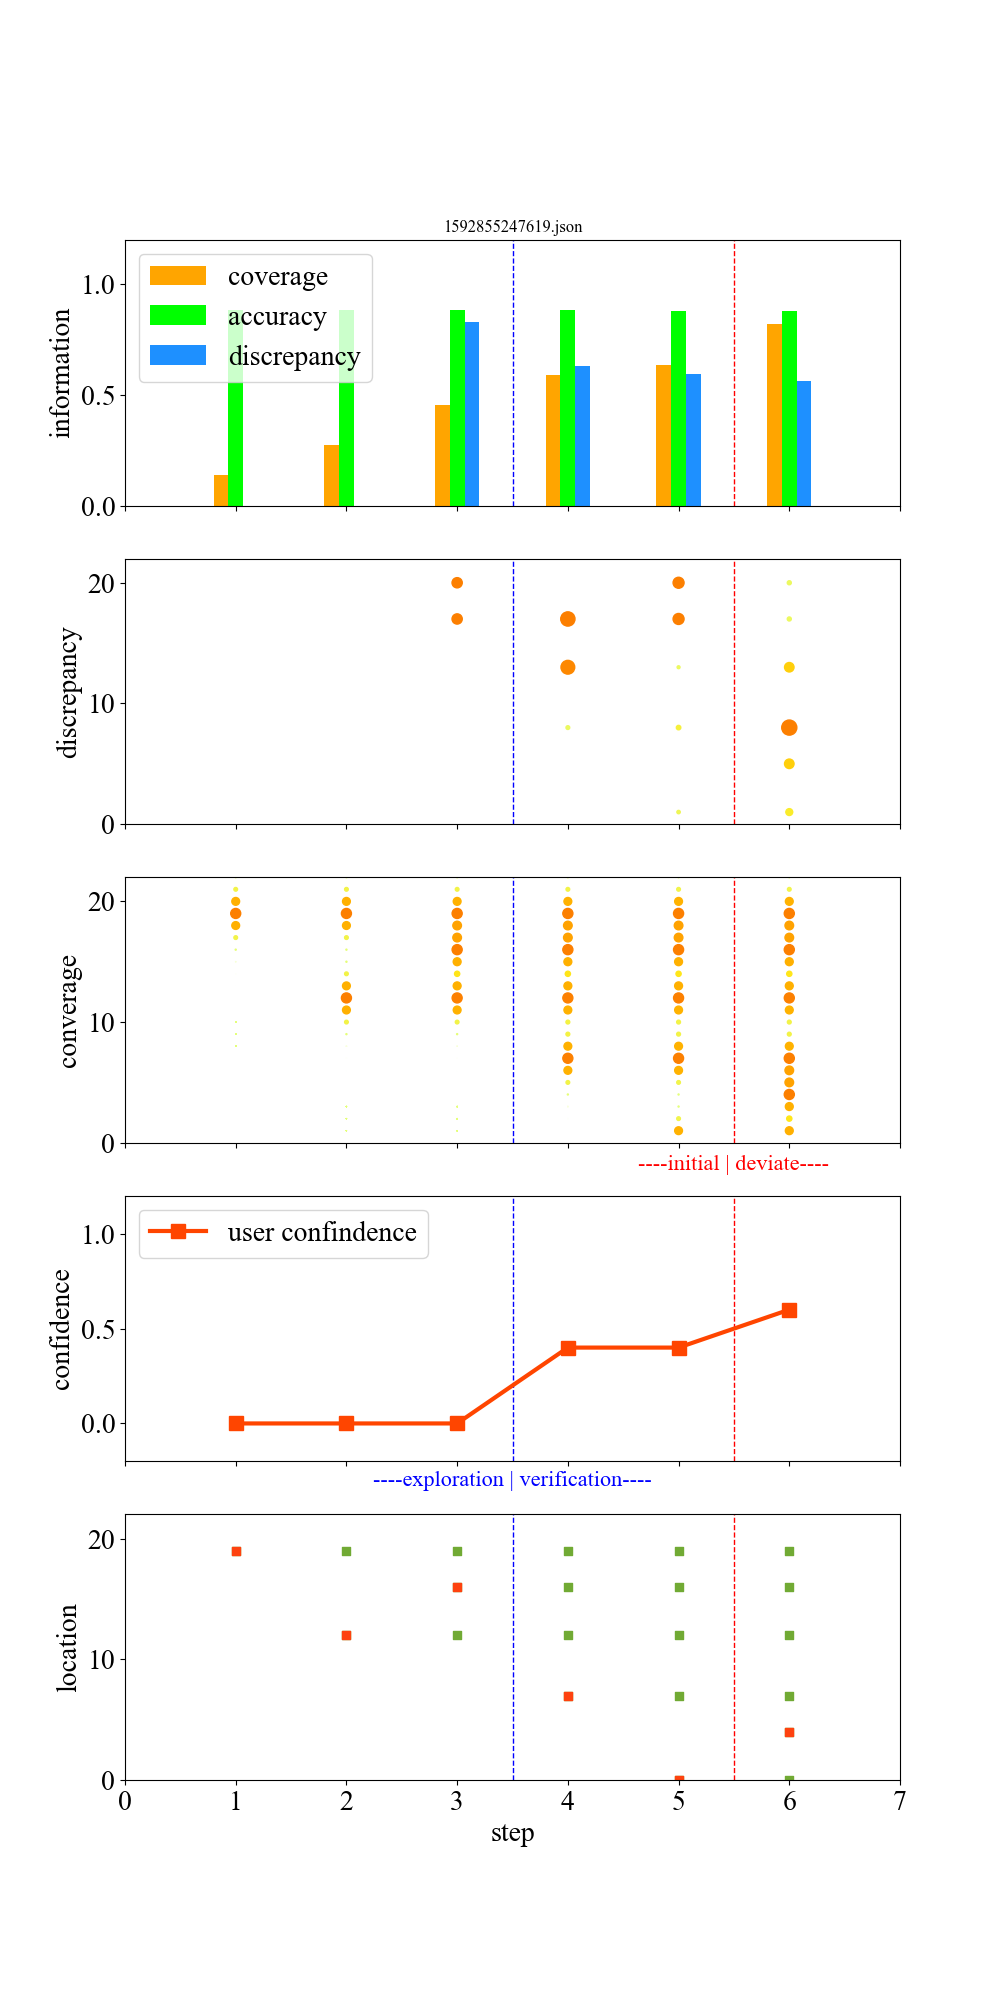 1592855247619.json
coverage
accuracy
discrepancy
information
1.0
0.5
0.0
discrepancy
20
10
0
converage
20
10
0
----initial | deviate----
user confindence
confidence
1.0
0.5
0.0
----exploration | verification----
location
20
10
0
0 1 2 3 4 5 6 7
step